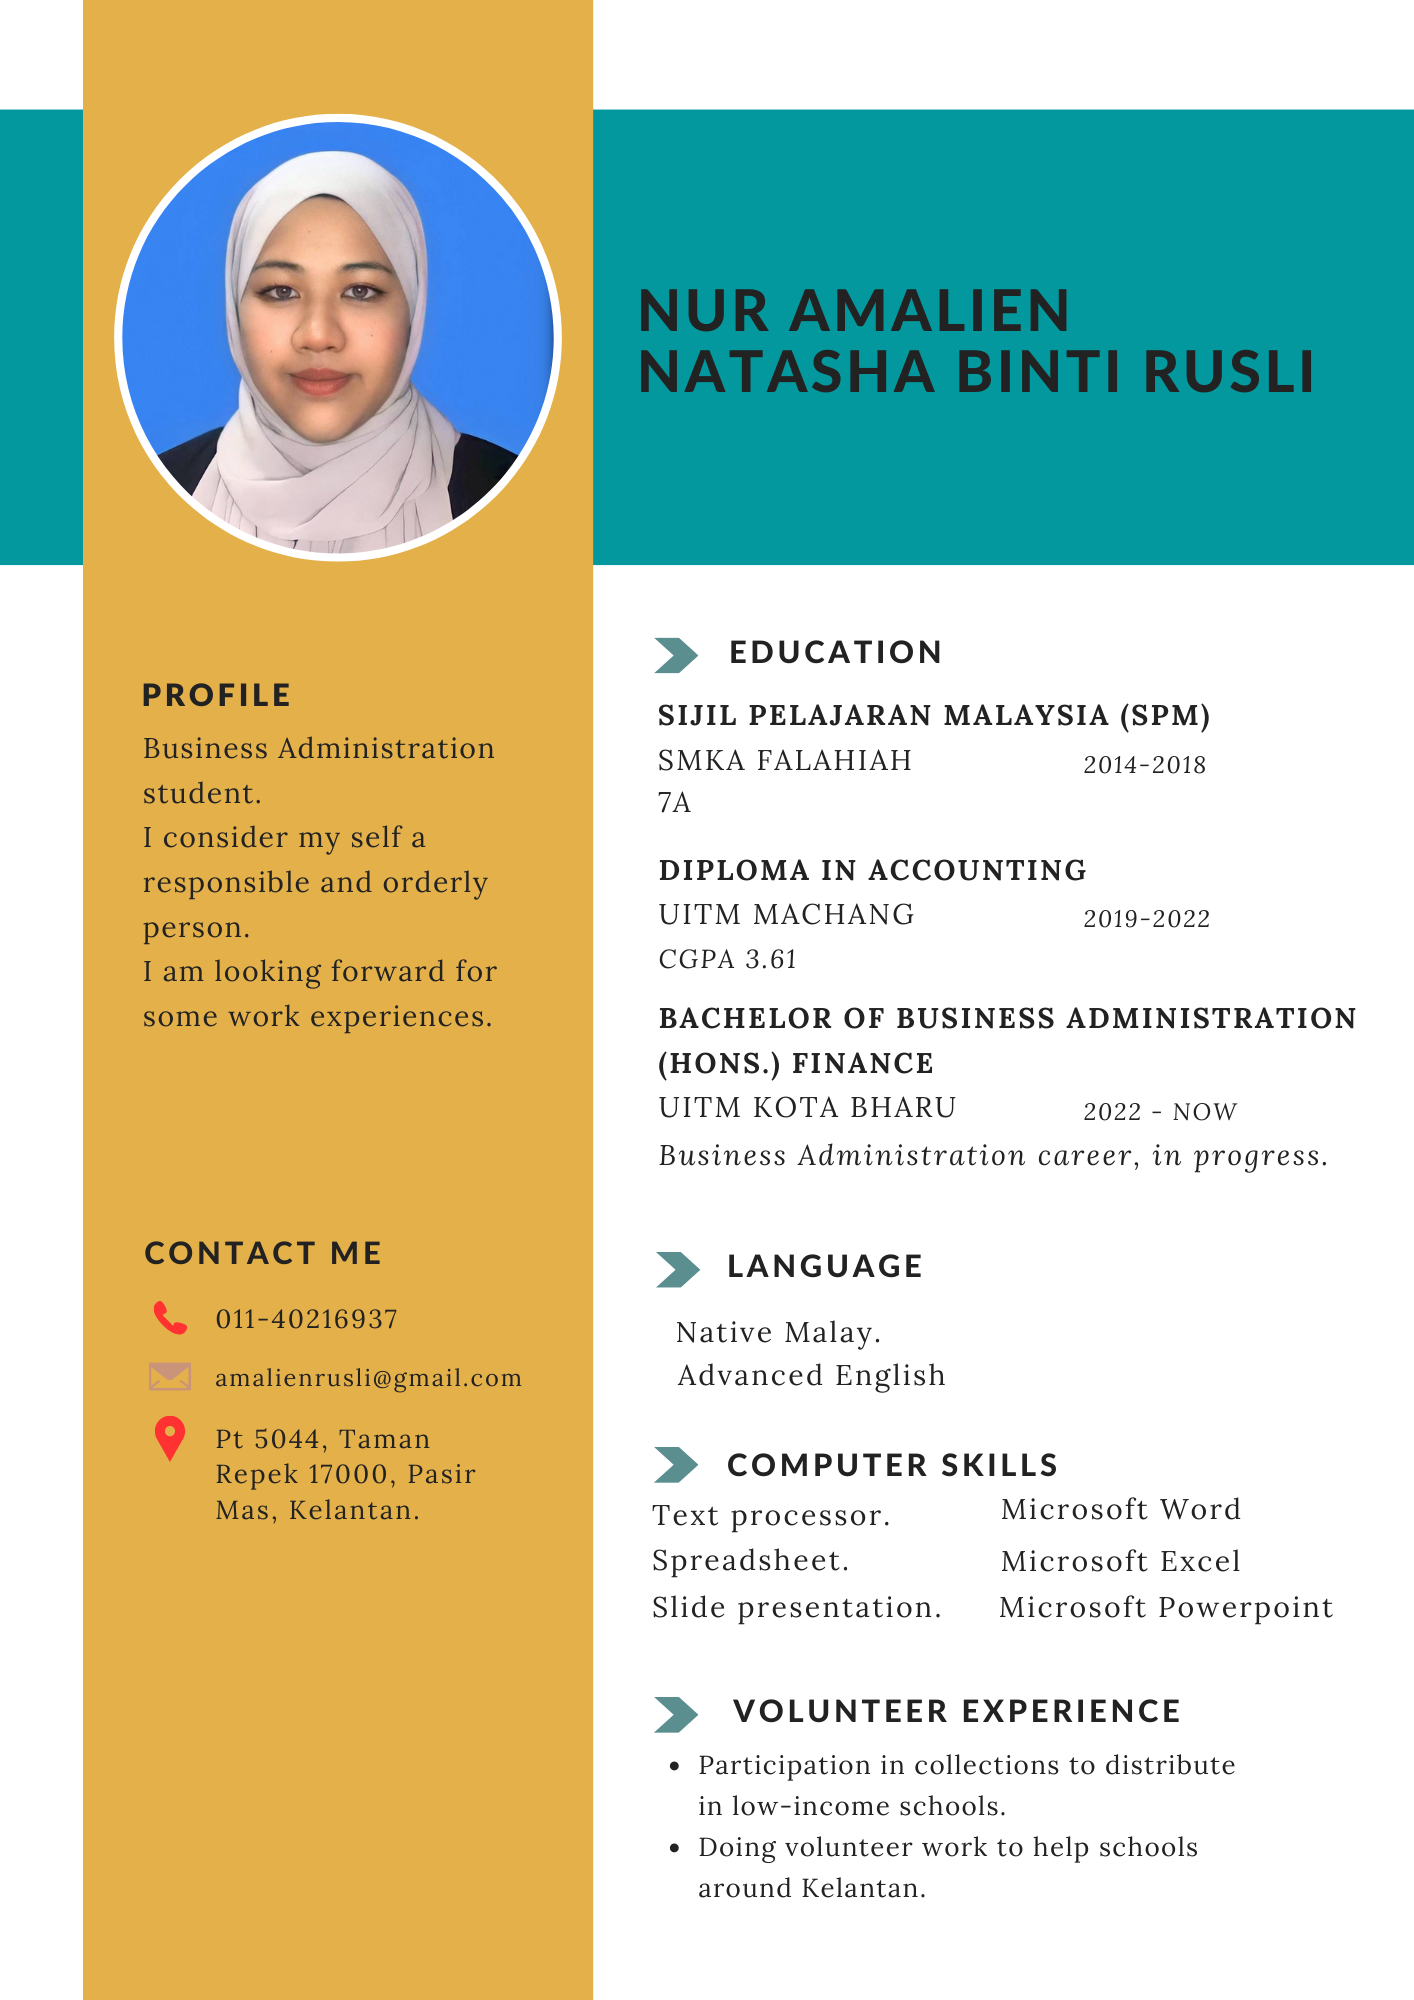 NUR AMALIEN
NATASHA BINTI RUSLI
PROFILE
Business Administration
student.
I consider my self a
responsible and orderly
person.
I am looking forward for
some work experiences.
CONTACT ME
011-40216937
amalienrusli@gmail.com
Pt 5044, Taman
Repek 17000, Pasir
Mas, Kelantan.
EDUCATION
SIJIL PELAJARAN MALAYSIA (SPM)
SMKA FALAHIAH 2014-2018
7A
DIPLOMA IN ACCOUNTING
UITM MACHANG 2019-2022
CGPA 3.61
BACHELOR OF BUSINESS ADMINISTRATION
(HONS.) FINANCE
UITM KOTA BHARU 2022 - NOW
Business Administration career, in progress.
LANGUAGE
Native Malay.
Advanced English
COMPUTER SKILLS
Text processor. Microsoft Word
Spreadsheet. Microsoft Excel
Slide presentation. Microsoft Powerpoint
VOLUNTEER EXPERIENCE
• Participation in collections to distribute
in low-income schools.
• Doing volunteer work to help schools
around Kelantan.